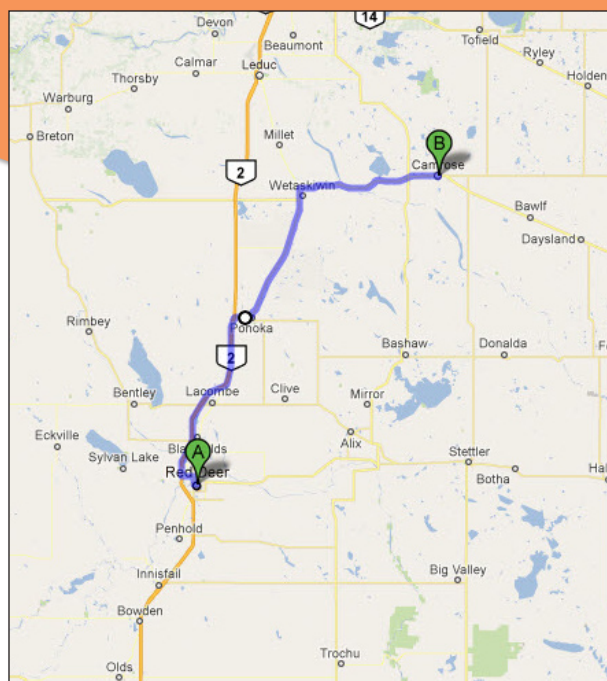 14
Devon
Beaumont
Tofield
Calmar
Leduc
Ryley
Thorsby
Holden
Warburg
Breton
Millet
B
Camrose
2
Wetaskiwin
Bawlf
Daysland
Rimbey
Ponoka
Bashaw
Donalda
2
Bentley
Lacombe
Clive
Mirror
Eckville
Alix
A
Sylvan Lake
Stettler
Red Deer
Botha
Penhold
Innisfail
Big Valley
Bowden
Trochu
Olds